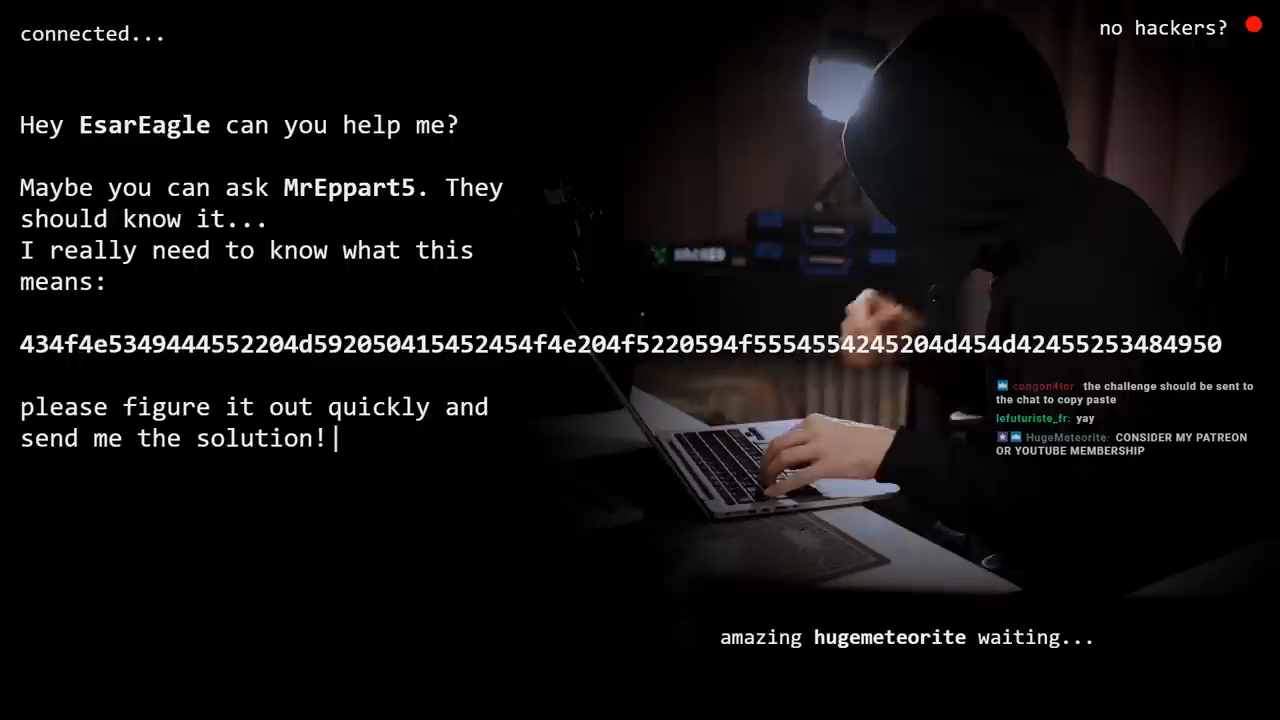 connected...
no hackers?
Hey EsarEagle can you help me?
Maybe you can ask MrEppart5. They
should know it...
I really need to know what this
means:
434f4e5349444552204d592050415452454f4e204f5220594f5554554245204d454d42455253484950
please figure it out quickly and
send me the solution!
congon4tor the challenge should be sent to
the chat to copy paste
lefuturiste_fr: yay
HugeMeteorite: CONSIDER MY PATREON
OR YOUTUBE MEMBERSHIP
amazing hugemeteorite waiting...